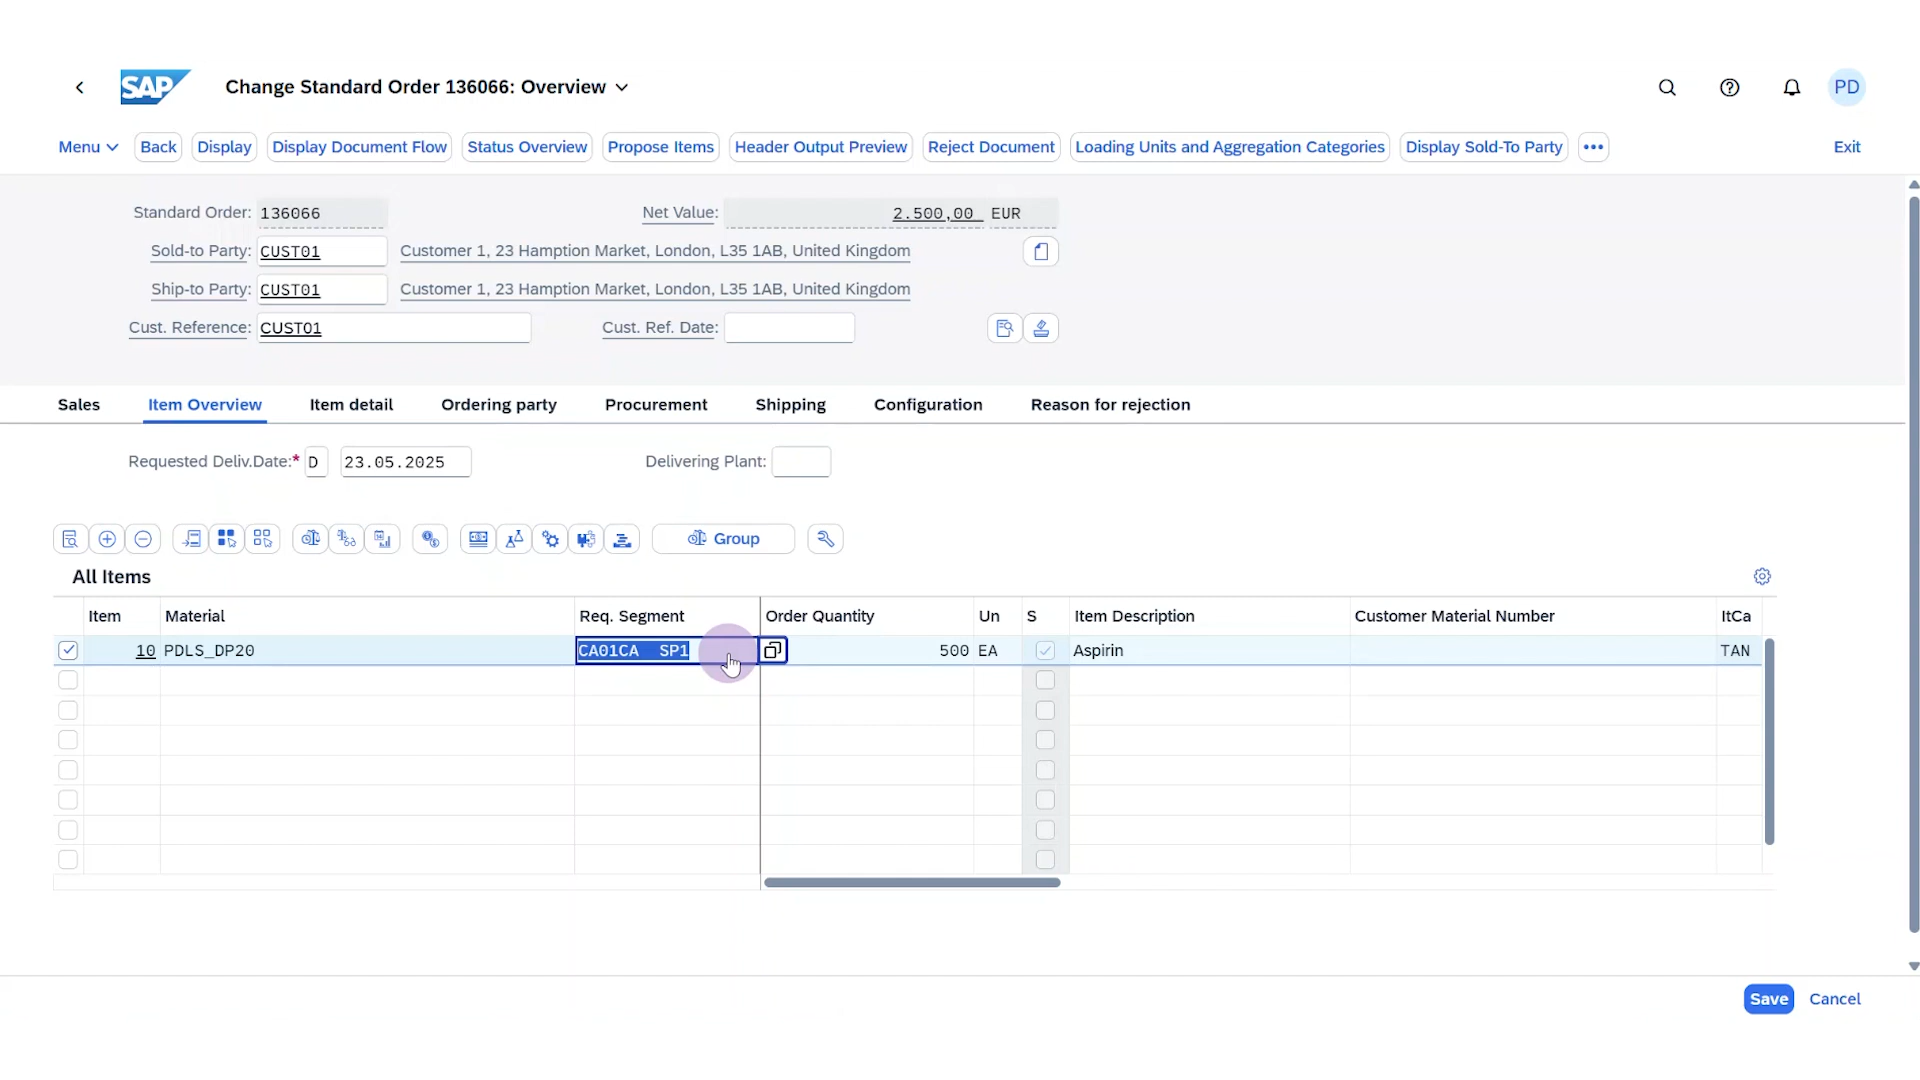 SAP Change Standard Order 136066: Overview PD
Menu Back Display Display Document Flow Status Overview Propose Items Header Output Preview Reject Document Loading Units and Aggregation Categories Display Sold-To Party ••• Exit
Standard Order: 136066 Net Value: 2.500,00 EUR
Sold-to Party: CUST01 Customer 1, 23 Hamption Market, London, L35 1AB, United Kingdom
Ship-to Party: CUST01 Customer 1, 23 Hamption Market, London, L35 1AB, United Kingdom
Cust. Reference: CUST01 Cust. Ref. Date:
Sales Item Overview Item detail Ordering party Procurement Shipping Configuration Reason for rejection
Requested Deliv.Date:* D 23.05.2025 Delivering Plant:
Group
All Items
Item Material Req. Segment Order Quantity Un S Item Description Customer Material Number ItCa
10 PDLS_DP20 CA01CA SP1 500 EA Aspirin TAN
Save Cancel